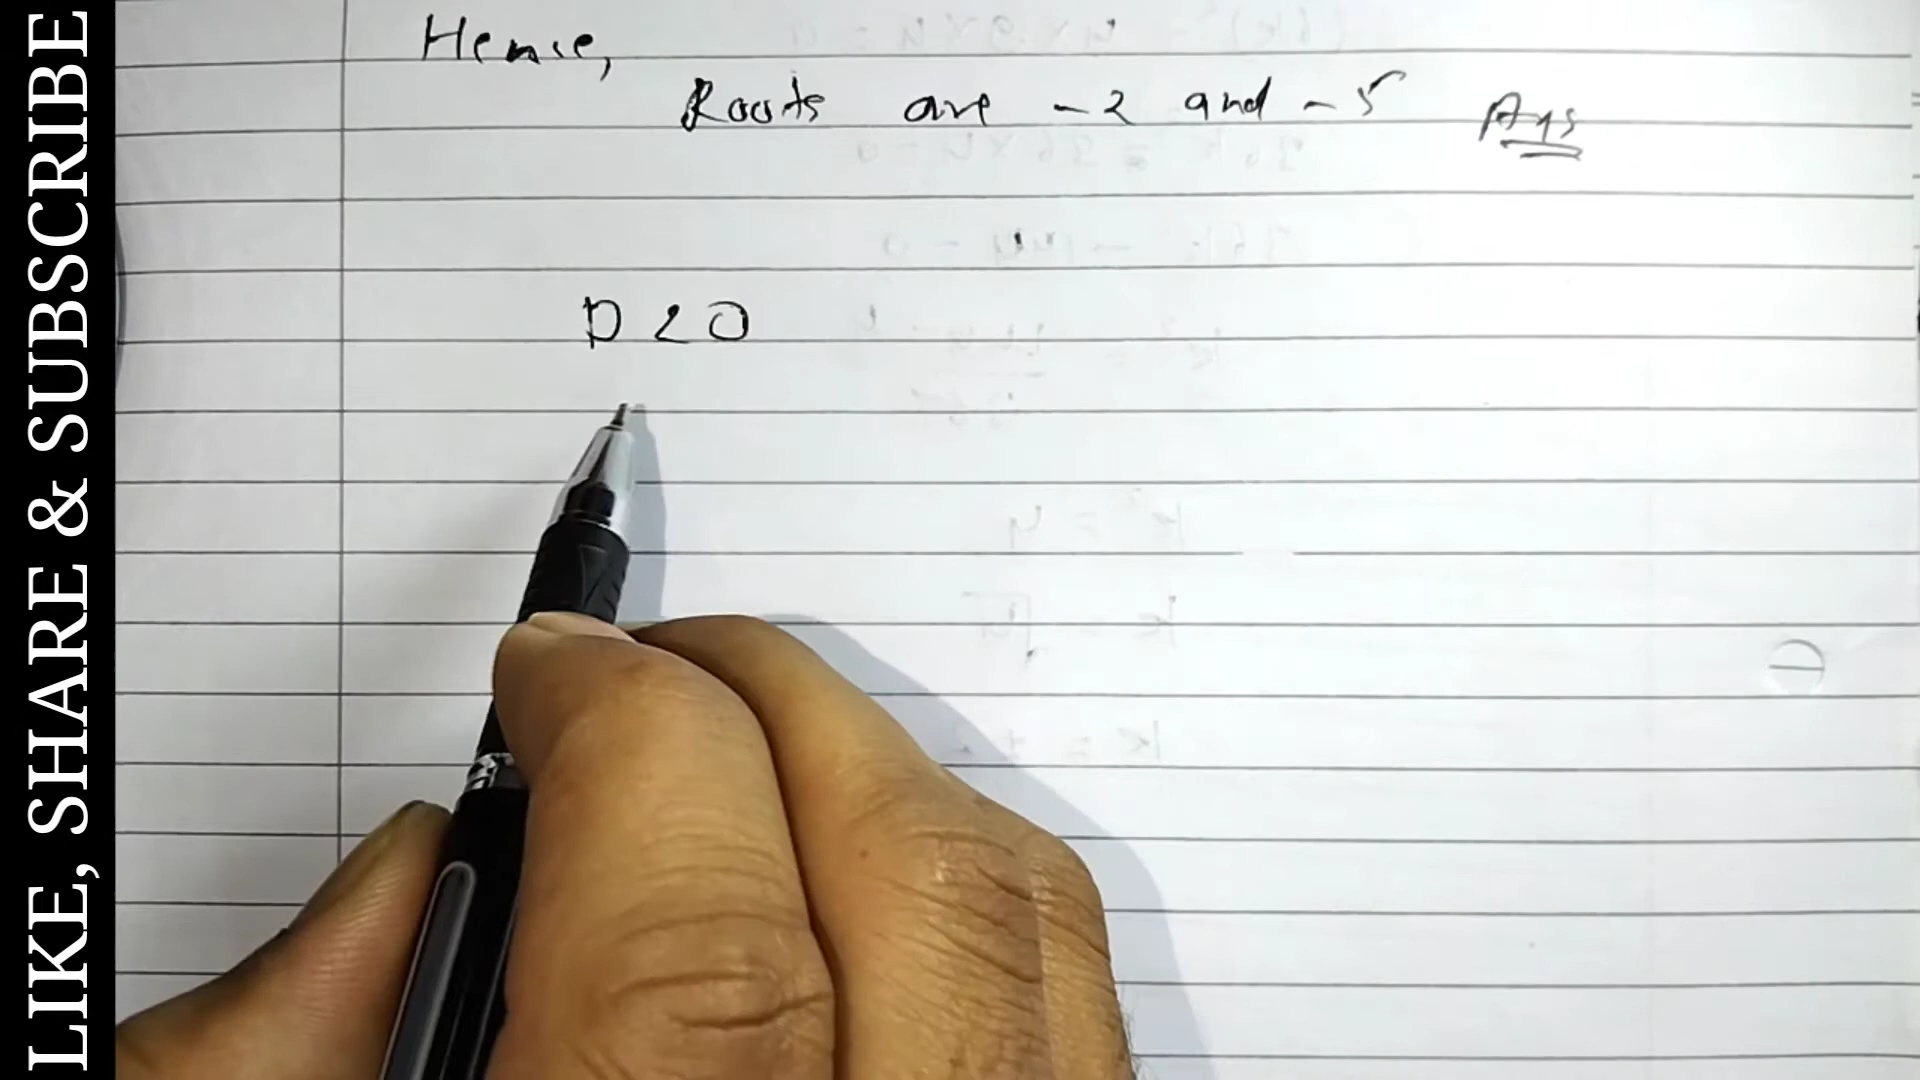 LIKE, SHARE & SUBSCRIBE
Hence,
Roots are -2 and -5 Ans
D < 0